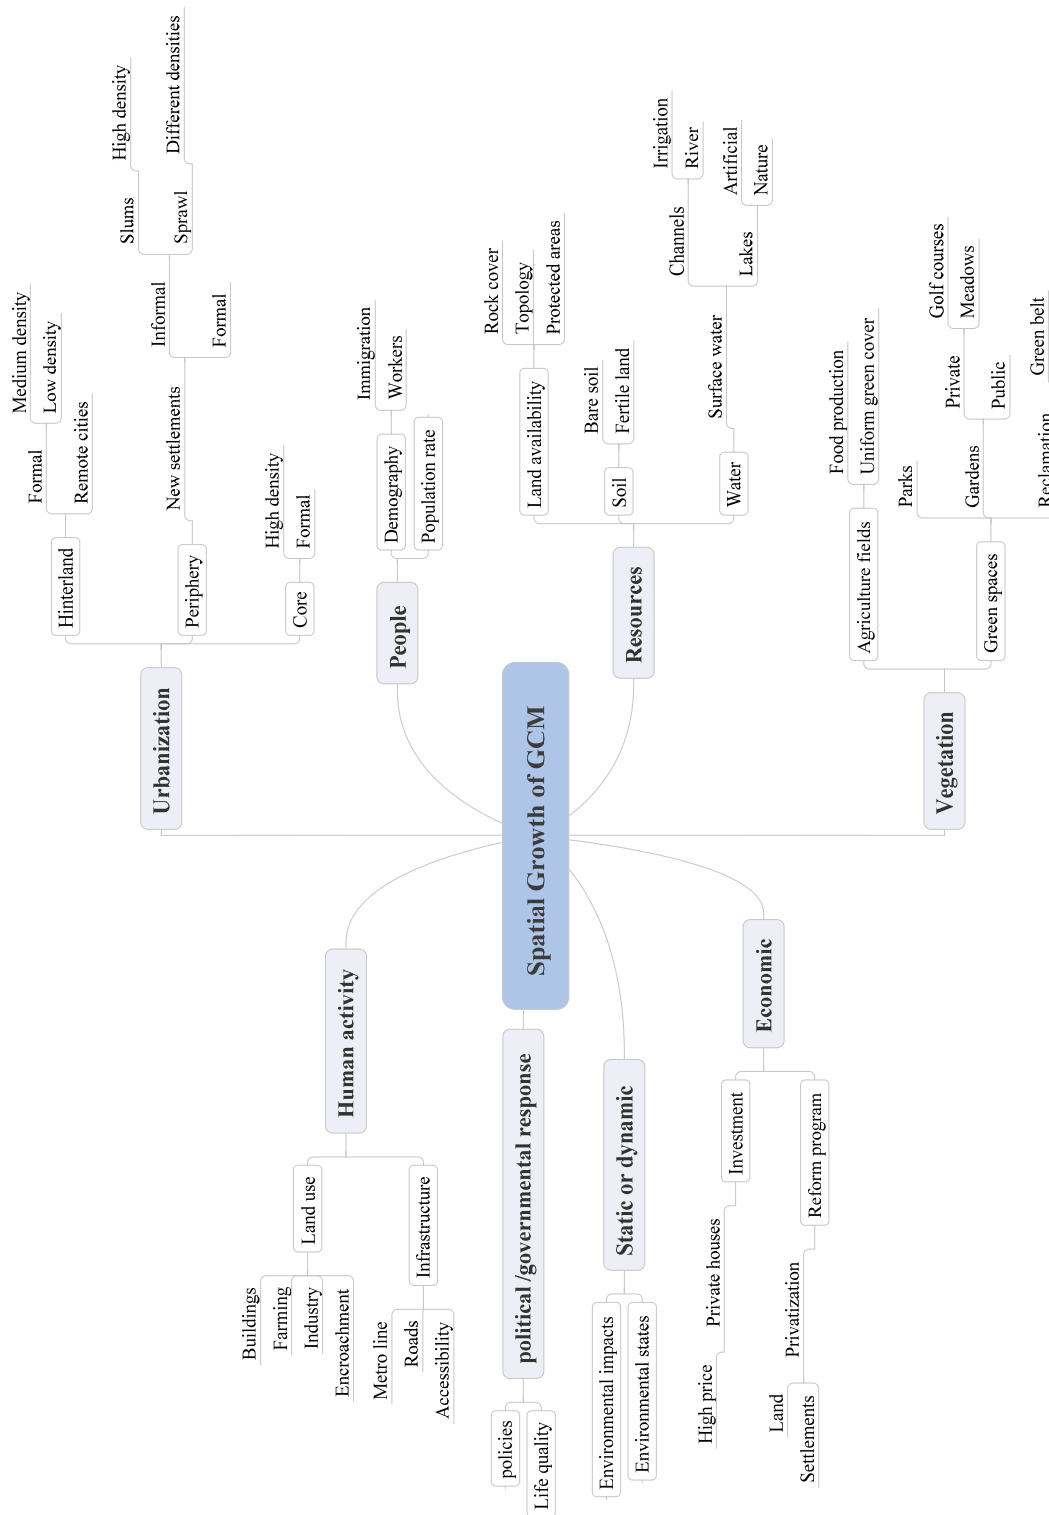 Spatial Growth of GCM
Urbanization
Hinterland
Formal
Medium density
Low density
Remote cities
Periphery
New settlements
Informal
Slums
High density
Sprawl
Different densities
Formal
Core
High density
Formal
People
Demography
Immigration
Workers
Population rate
Resources
Land availability
Rock cover
Topology
Protected areas
Soil
Bare soil
Fertile land
Water
Surface water
Channels
Irrigation
River
Lakes
Artificial
Nature
Vegetation
Agriculture fields
Food production
Uniform green cover
Green spaces
Parks
Gardens
Private
Golf courses
Meadows
Public
Reclamation
Green belt
Human activity
Land use
Buildings
Farming
Industry
Encroachment
Infrastructure
Metro line
Roads
Accessibility
political /governmental response
policies
Life quality
Static or dynamic
Environmental impacts
Environmental states
Economic
Investment
Private houses
High price
Reform program
Privatization
Land
Settlements